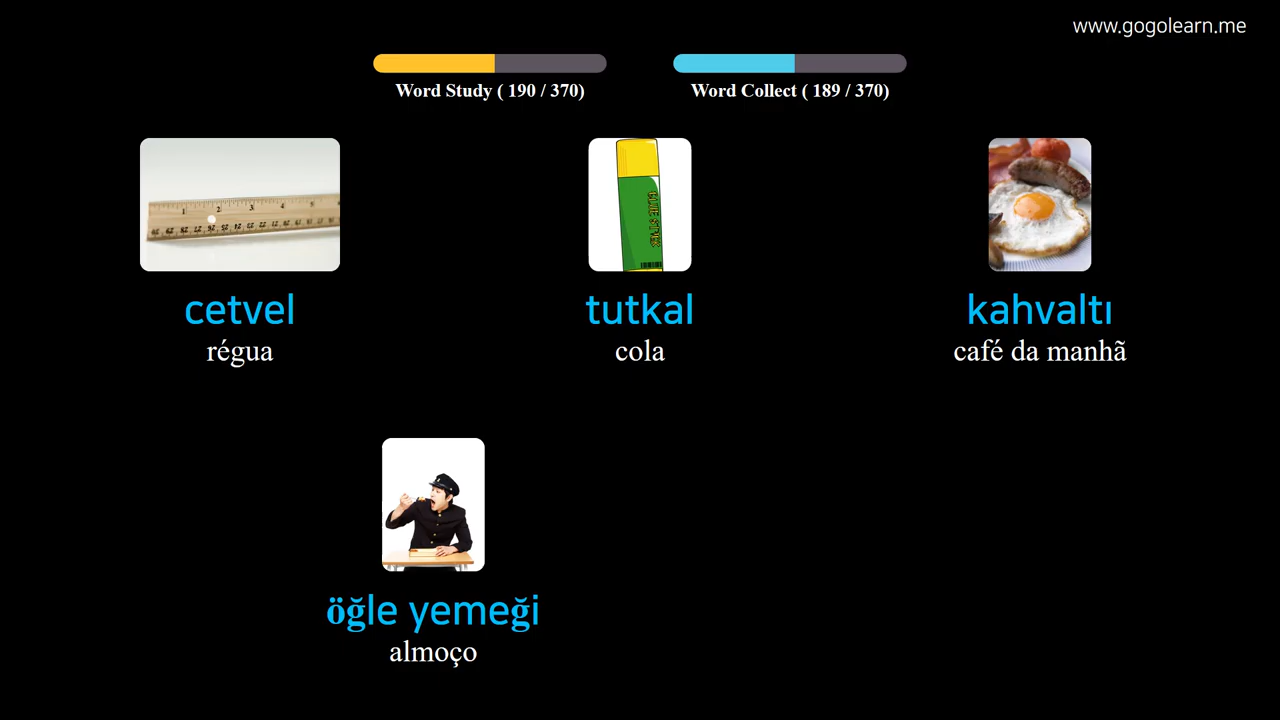 www.gogolearn.me
Word Study ( 190 / 370)
Word Collect ( 189 / 370)
cetvel
régua
tutkal
cola
kahvaltı
café da manhã
öğle yemeği
almoço